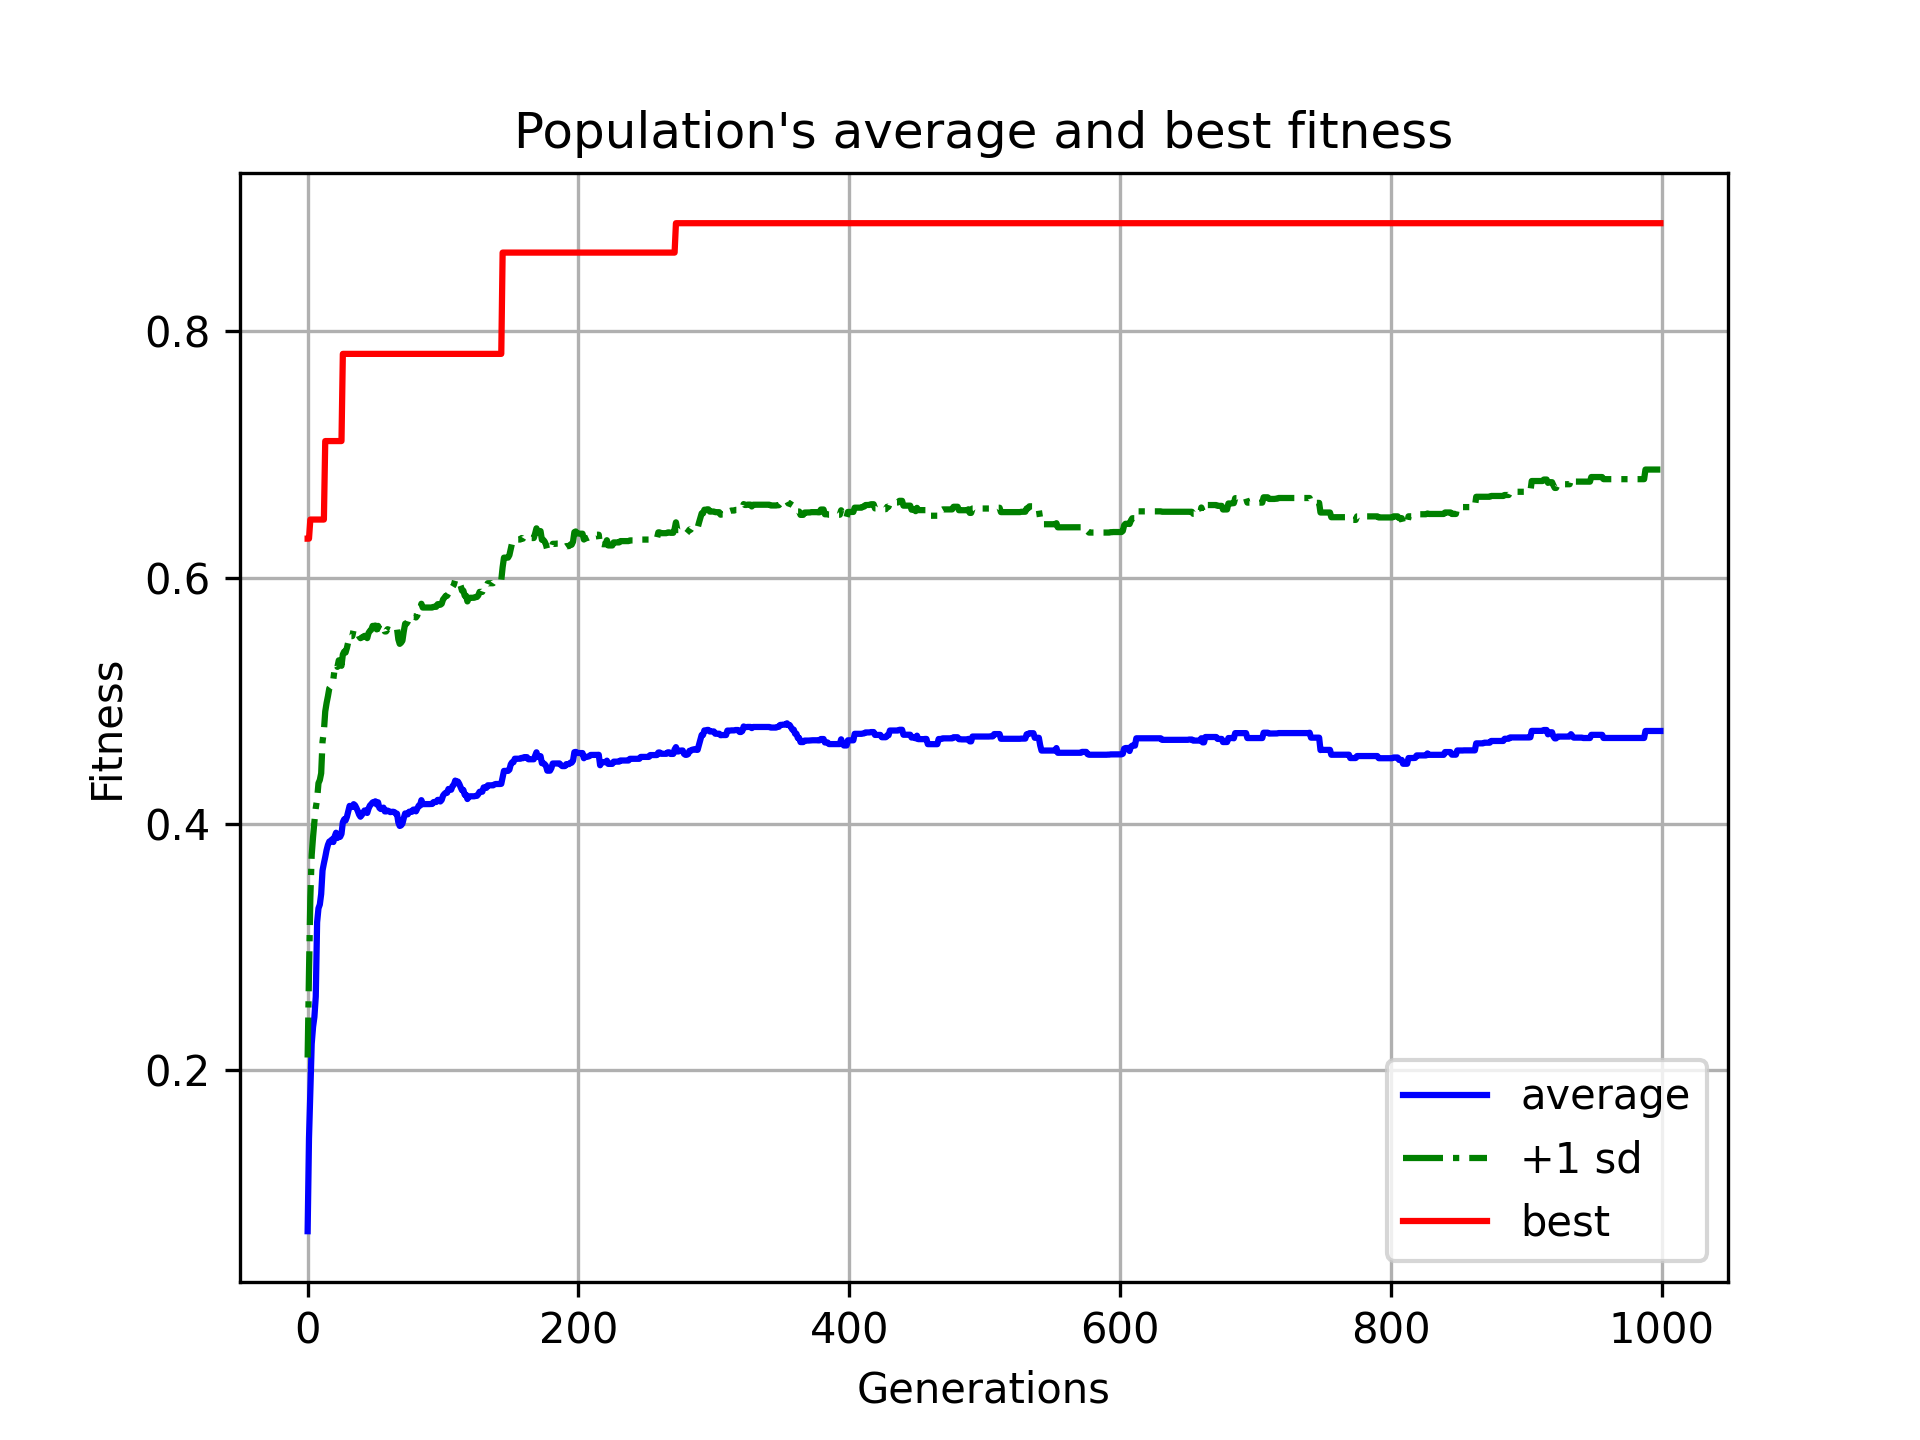 Population's average and best fitness
Fitness
0.8
0.6
0.4
0.2
average
+1 sd
best
0 200 400 600 800 1000
Generations